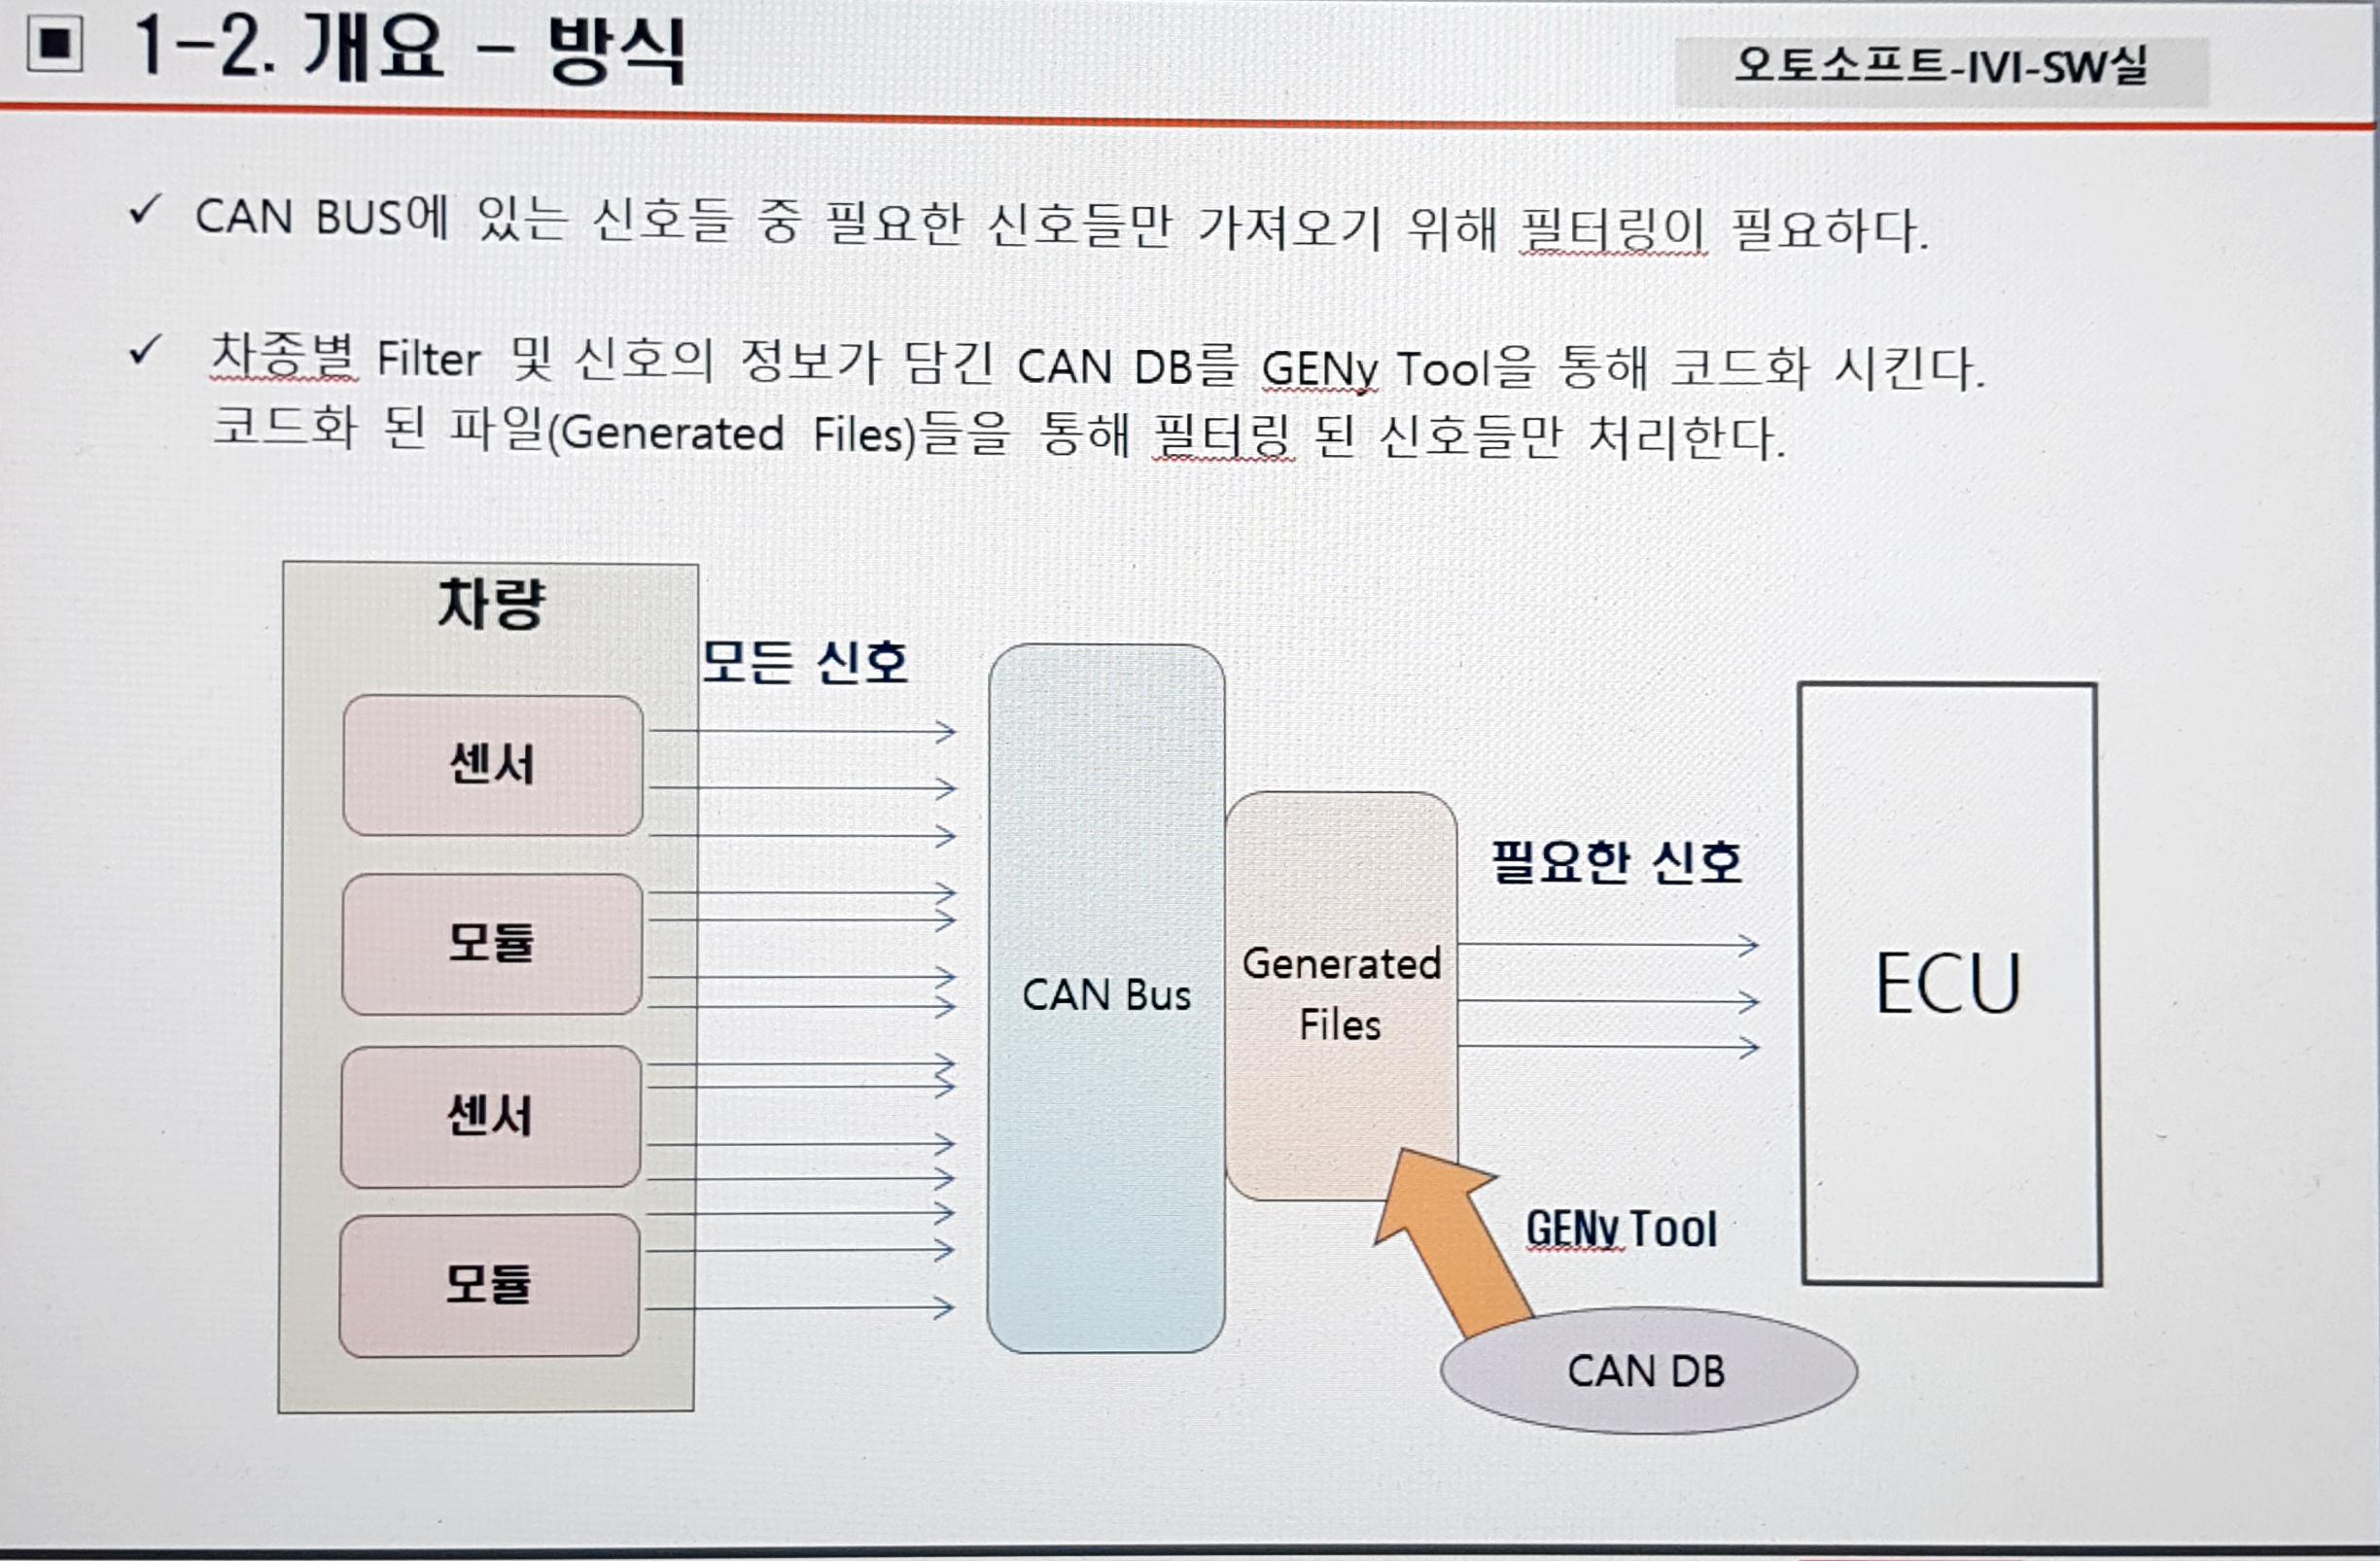 1-2. 개요 - 방식
오토소프트-IVI-SW실
✓ CAN BUS에 있는 신호들 중 필요한 신호들만 가져오기 위해 필터링이 필요하다.
✓ 차종별 Filter 및 신호의 정보가 담긴 CAN DB를 GENy Tool을 통해 코드화 시킨다.
코드화 된 파일(Generated Files)들을 통해 필터링 된 신호들만 처리한다.
차량
모든 신호
센서
모듈
센서
모듈
CAN Bus
Generated
Files
필요한 신호
ECU
GENy Tool
CAN DB